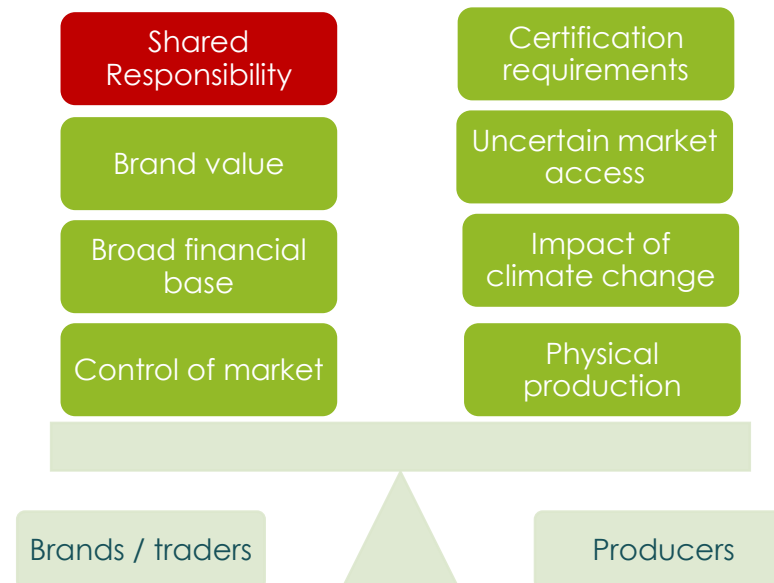 Shared
Responsibility
Brand value
Broad financial
base
Control of market
Certification
requirements
Uncertain market
access
Impact of
climate change
Physical
production
Brands / traders
Producers